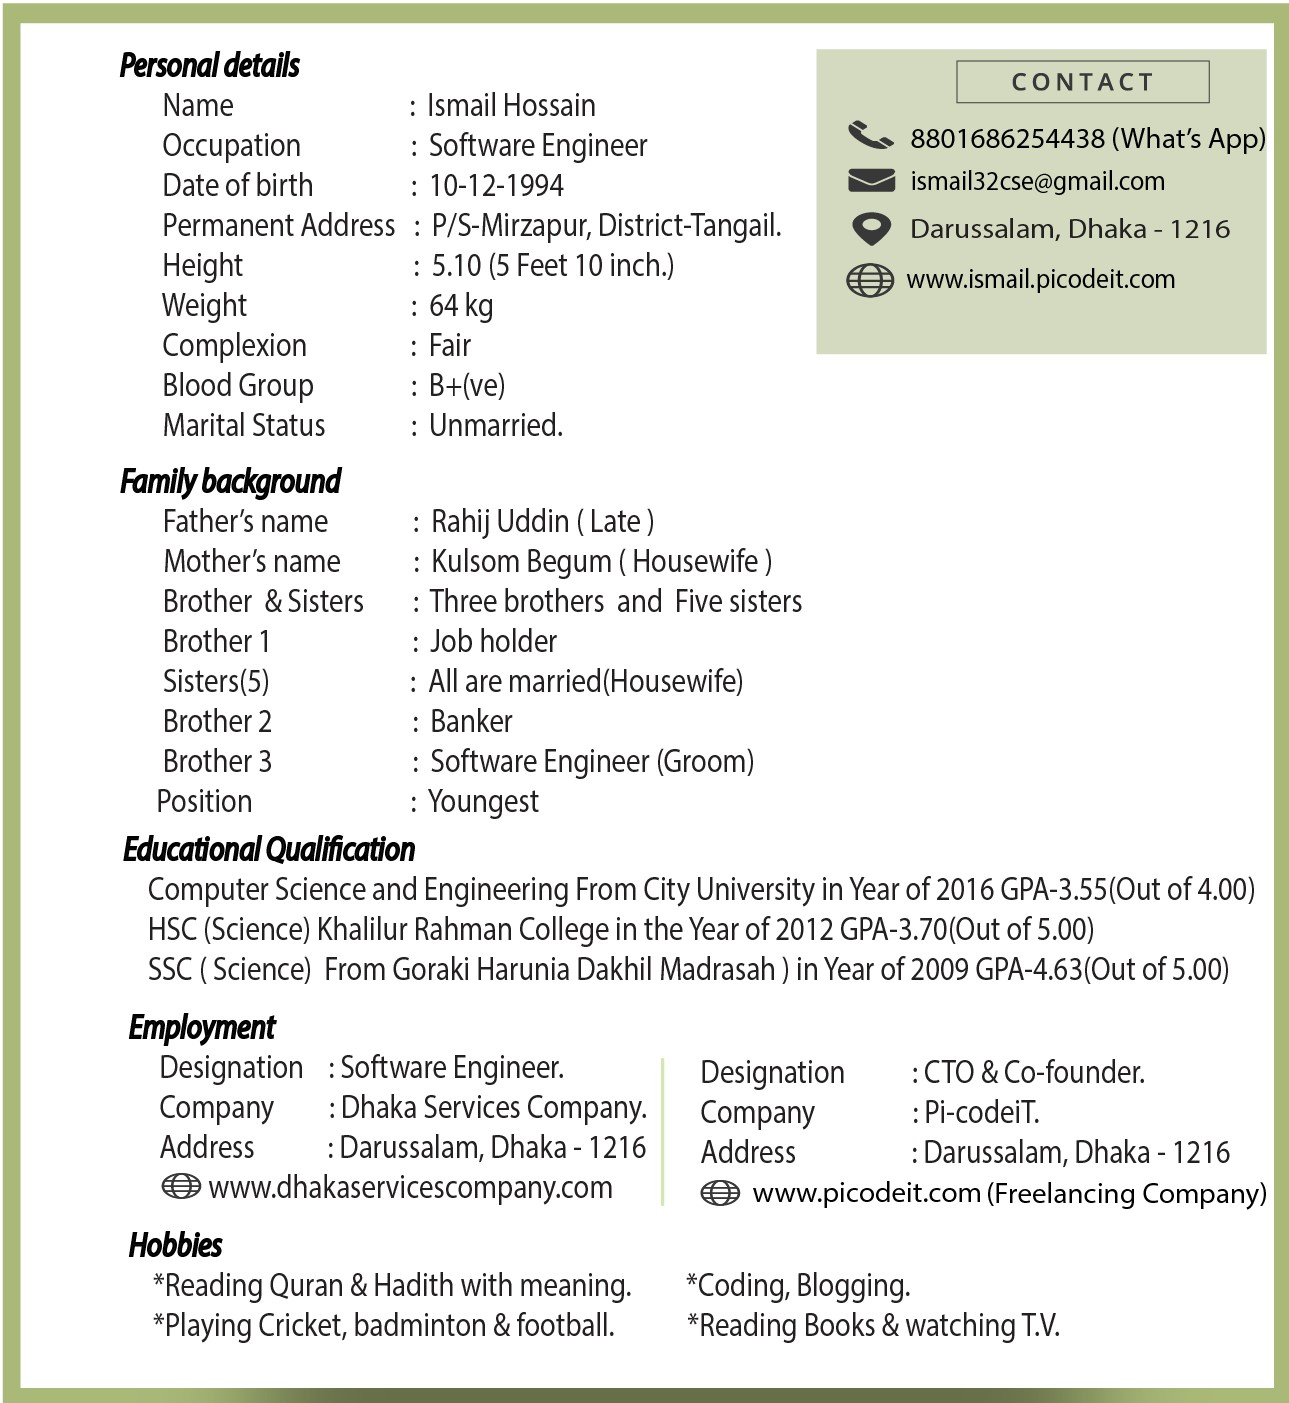 Personal details
Name : Ismail Hossain
Occupation : Software Engineer
Date of birth : 10-12-1994
Permanent Address : P/S-Mirzapur, District-Tangail.
Height : 5.10 (5 Feet 10 inch.)
Weight : 64 kg
Complexion : Fair
Blood Group : B+(ve)
Marital Status : Unmarried.
CONTACT
8801686254438 (What's App)
ismail32cse@gmail.com
Darussalam, Dhaka - 1216
www.ismail.picodeit.com
Family background
Father's name : Rahij Uddin ( Late )
Mother's name : Kulsom Begum ( Housewife )
Brother & Sisters : Three brothers and Five sisters
Brother 1 : Job holder
Sisters(5) : All are married(Housewife)
Brother 2 : Banker
Brother 3 : Software Engineer (Groom)
Position : Youngest
Educational Qualification
Computer Science and Engineering From City University in Year of 2016 GPA-3.55(Out of 4.00)
HSC (Science) Khalilur Rahman College in the Year of 2012 GPA-3.70(Out of 5.00)
SSC ( Science) From Goraki Harunia Dakhil Madrasah ) in Year of 2009 GPA-4.63(Out of 5.00)
Employment
Designation : Software Engineer.
Company : Dhaka Services Company.
Address : Darussalam, Dhaka - 1216
www.dhakaservicescompany.com
Designation : CTO & Co-founder.
Company : Pi-codeiT.
Address : Darussalam, Dhaka - 1216
www.picodeit.com (Freelancing Company)
Hobbies
*Reading Quran & Hadith with meaning. *Coding, Blogging.
*Playing Cricket, badminton & football. *Reading Books & watching T.V.